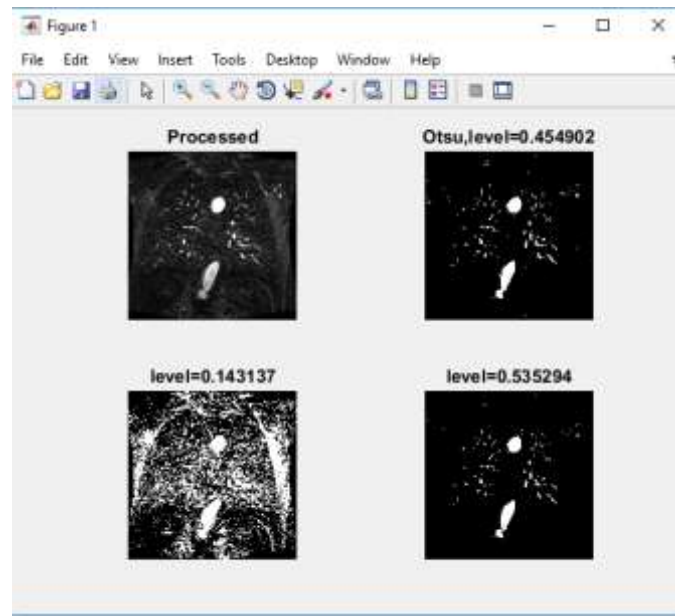 Figure 1
File Edit View Insert Tools Desktop Window Help
Processed
Otsu,level=0.454902
level=0.143137
level=0.535294